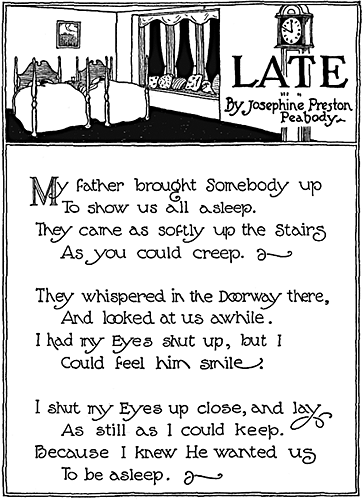 LATE
By Josephine Preston
Peabody
My father brought Somebody up
To show us all asleep.
They came as softly up the Stairs
As you could creep.
They whispered in the Doorway there,
And looked at us awhile.
I had my Eyes shut up, but I
Could feel him smile.
I shut my Eyes up close, and lay
As still as I could keep.
Because I knew He wanted us
To be asleep.